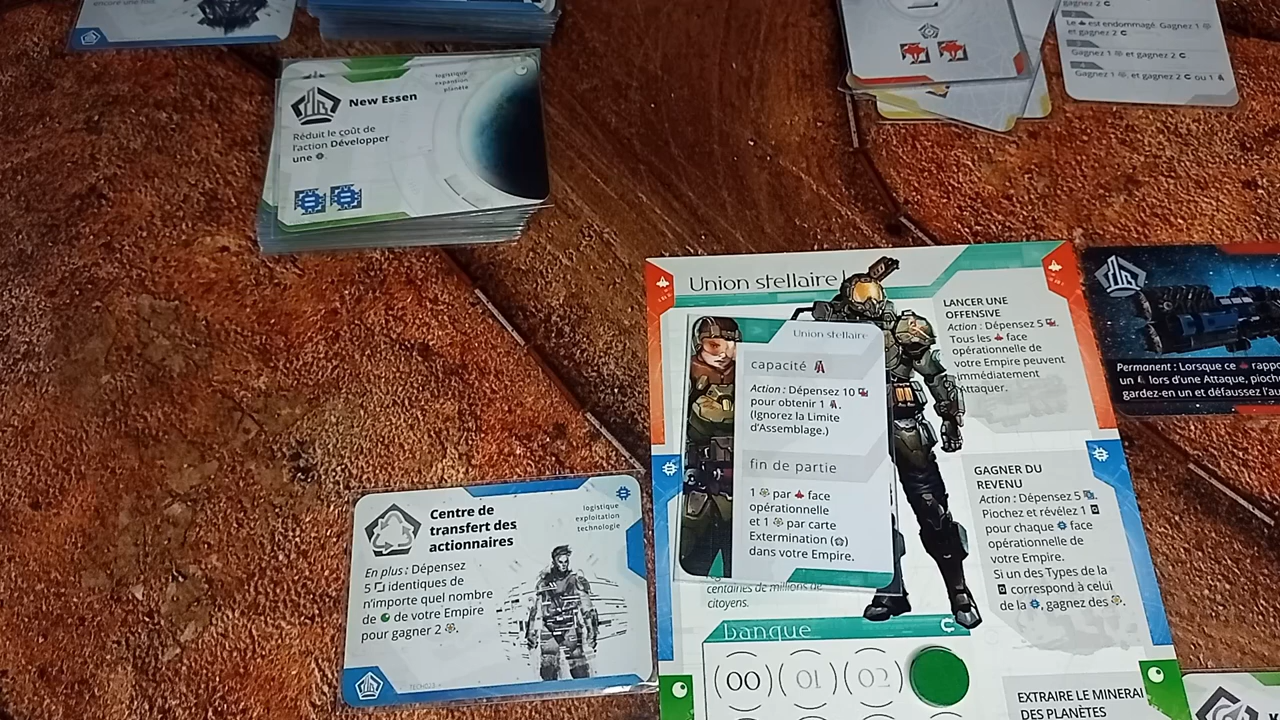 encore une fois.
gagnez 2
Le est endommagé. Gagnez 1
et gagnez 2
Gagnez 1 et gagnez 2
4
Gagnez 1 , et gagnez 2 ou 1
logistique
expantion
planète
New Essen
Réduit le coût de
l'action Développer
une .
Union stellaire
LANCER UNE
OFFENSIVE
Action : Dépensez 5 .
Tous les face
opérationnelle de
votre Empire peuvent
immédiatement
Attaquer.
Union stellaire
capacité
Action : Dépensez 10
pour obtenir 1 .
(Ignorez la Limite
d'Assemblage.)
fin de partie
1 par face
opérationnelle
et 1 par carte
Extermination ( )
dans votre Empire.
centaines de millions de
citoyens.
Permanent : Lorsque ce rappo
un lors d'une Attaque, pioch
gardez-en un et défaussez l'au
GAGNER DU
REVENU
Action : Dépensez 5 .
Piochez et révélez 1
pour chaque face
opérationnelle de
votre Empire.
Si un des Types de la
correspond à celui
de la , gagnez des .
Centre de
transfert des
actionnaires
logistique
exploitation
technologie
En plus : Dépensez
5 identiques de
n'importe quel nombre
de de votre Empire
pour gagner 2 .
banque
00 01 02
EXTRAIRE LE MINERAI
DES PLANÈTES